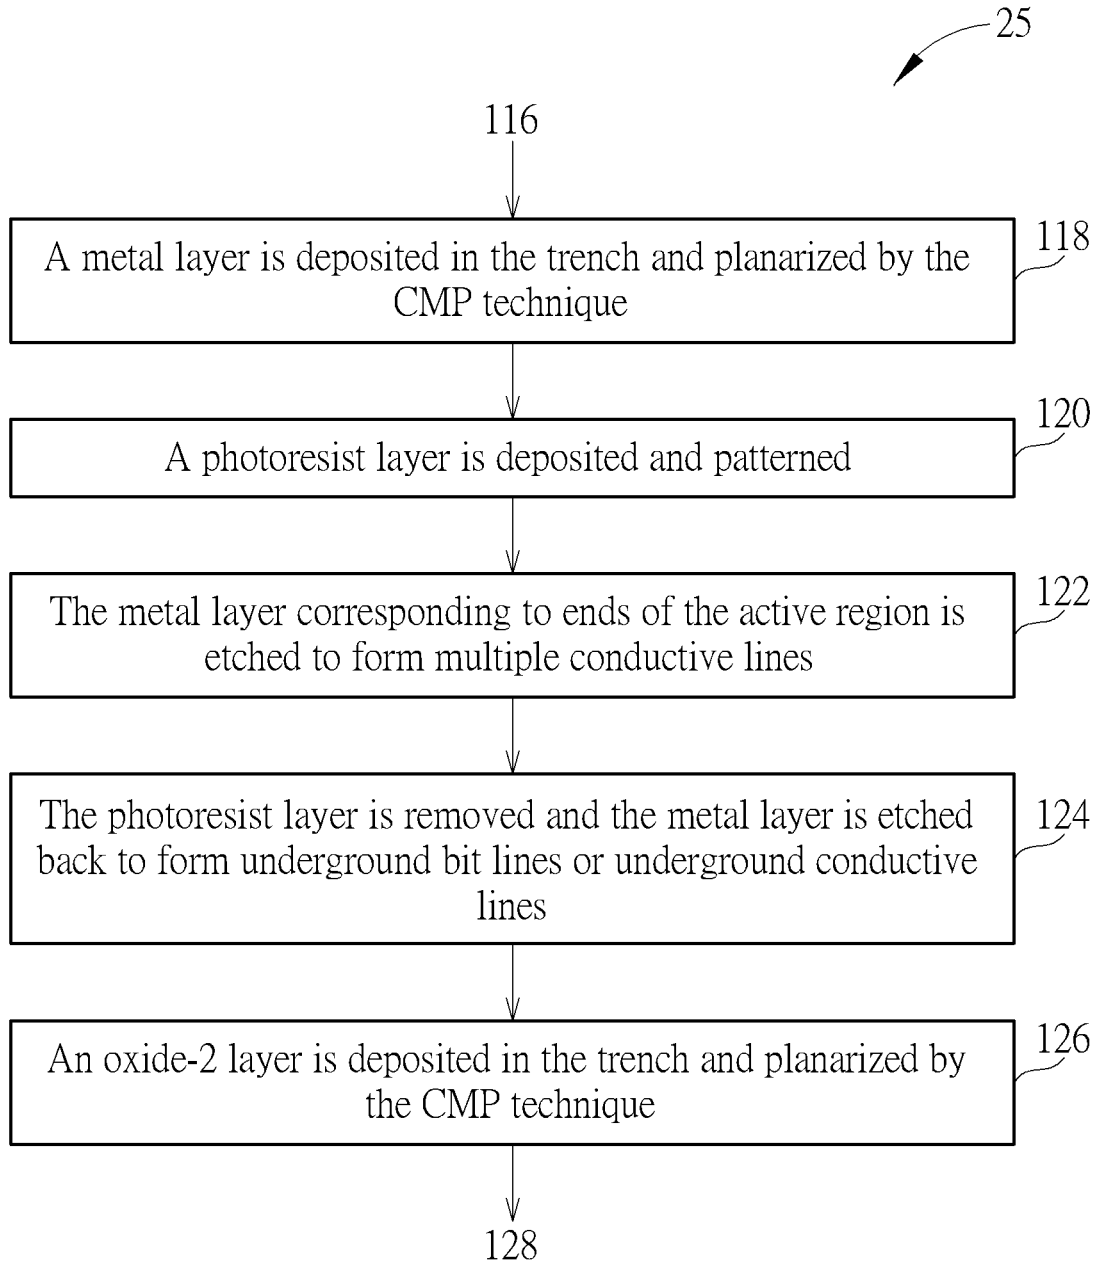 25
116
A metal layer is deposited in the trench and planarized by the
CMP technique
118
A photoresist layer is deposited and patterned
120
The metal layer corresponding to ends of the active region is
etched to form multiple conductive lines
122
The photoresist layer is removed and the metal layer is etched
back to form underground bit lines or underground conductive
lines
124
An oxide-2 layer is deposited in the trench and planarized by
the CMP technique
126
128